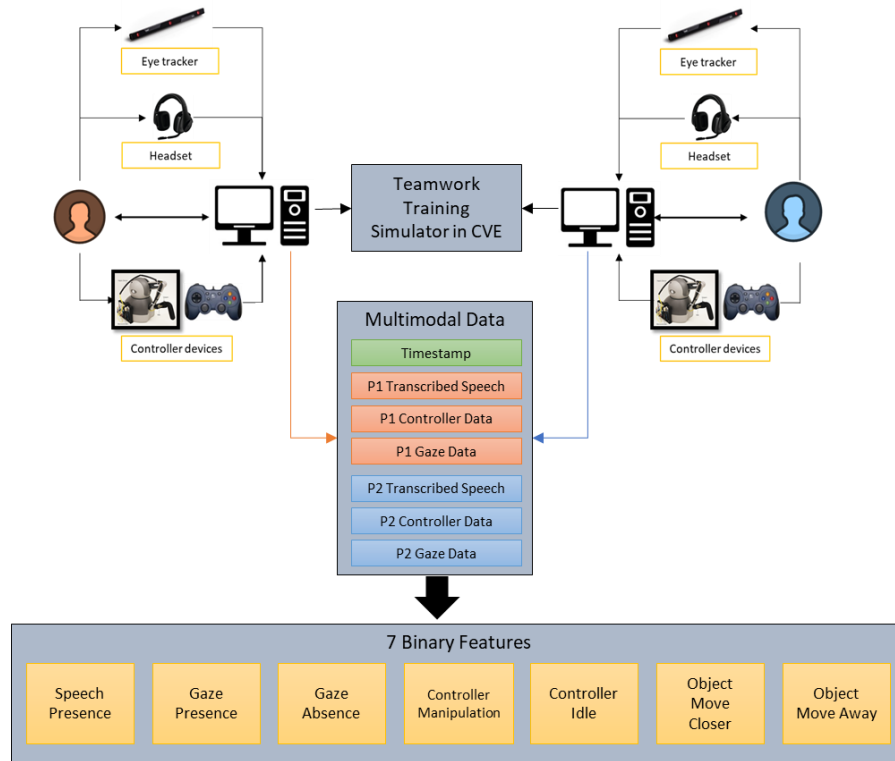 Eye tracker
Eye tracker
Headset
Headset
Teamwork
Training
Simulator in CVE
Controller devices
Controller devices
Multimodal Data
Timestamp
P1 Transcribed Speech
P1 Controller Data
P1 Gaze Data
P2 Transcribed Speech
P2 Controller Data
P2 Gaze Data
7 Binary Features
Speech
Presence
Gaze
Presence
Gaze
Absence
Controller
Manipulation
Controller
Idle
Object
Move
Closer
Object
Move Away